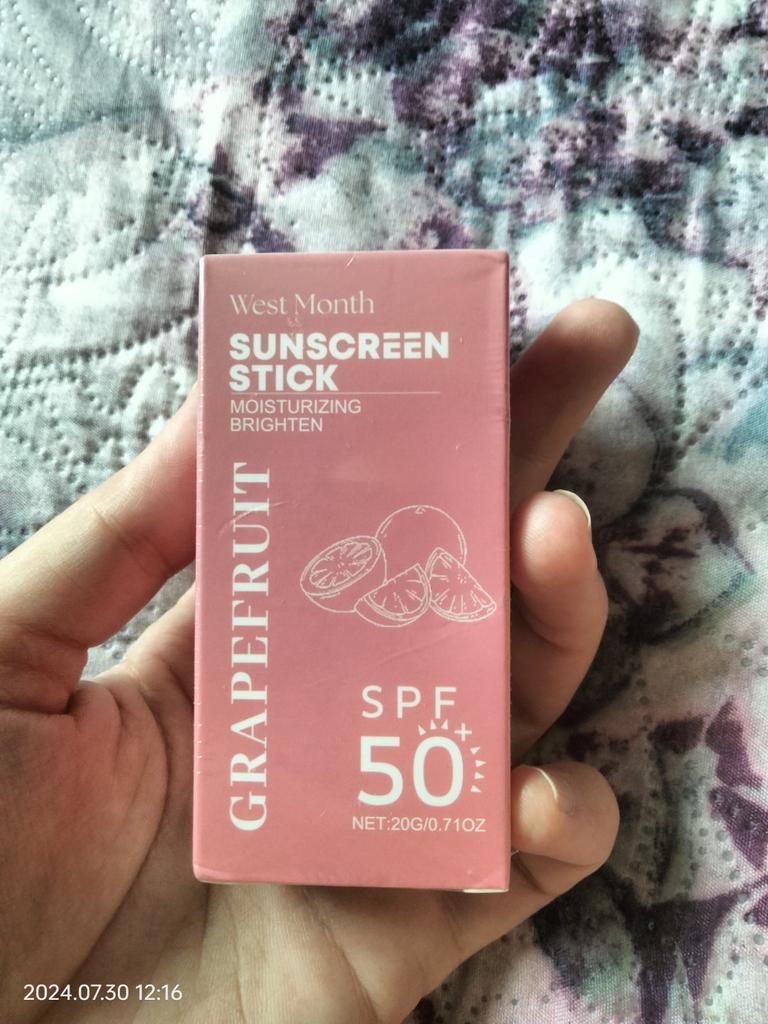 West Month
SUNSCREEN
STICK
MOISTURIZING
BRIGHTEN
GRAPEFRUIT
SPF
50+
NET:20G/0.71OZ
2024.07.30 12:16